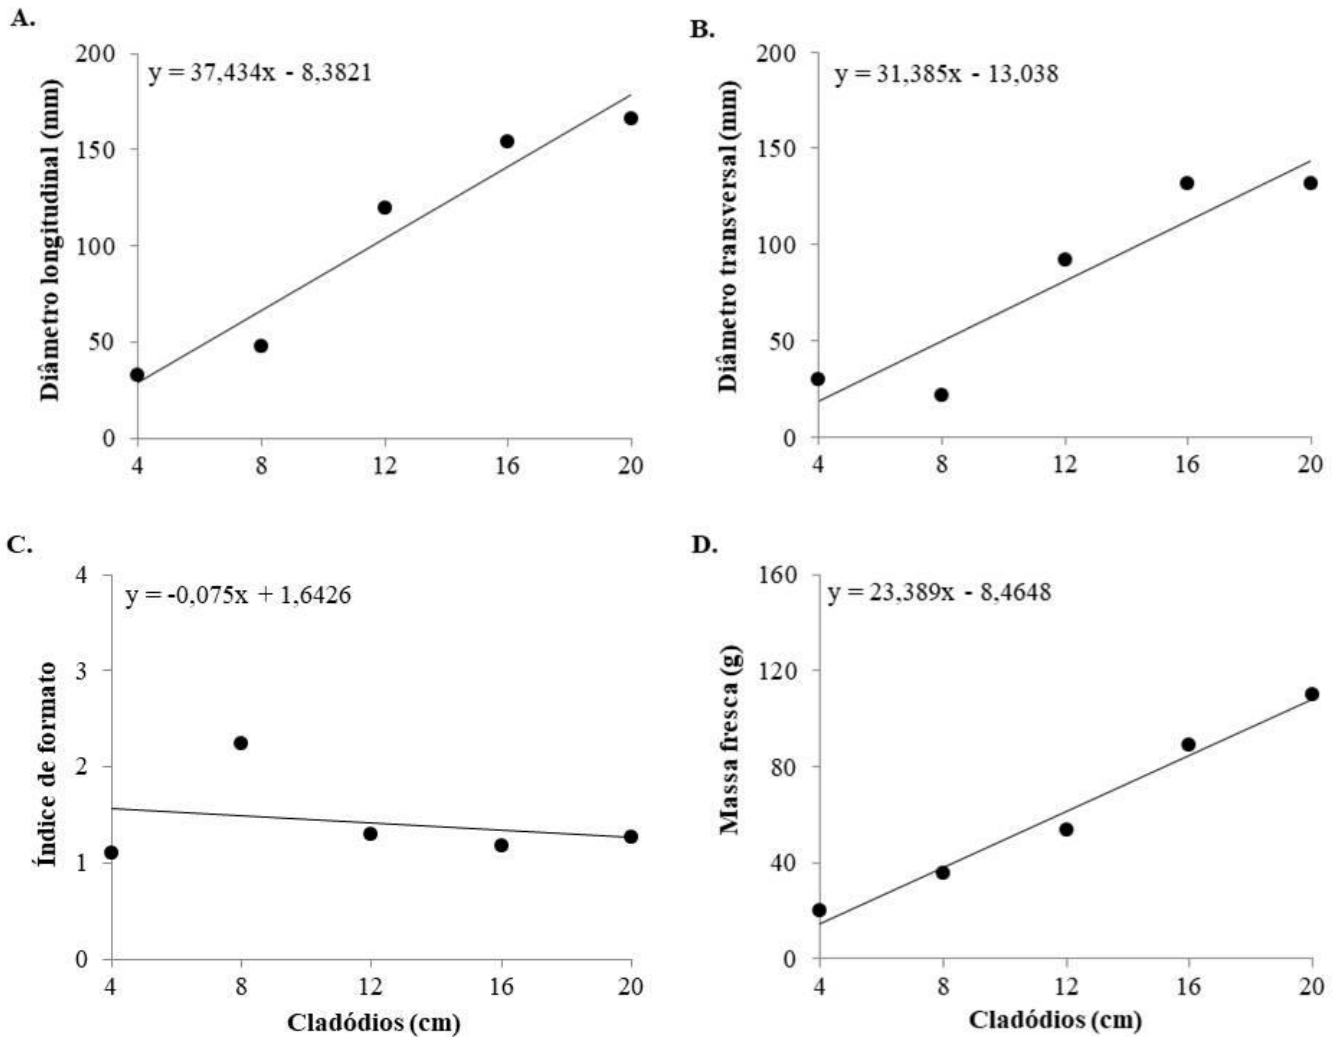 A.
y = 37,434x - 8,3821
Diâmetro longitudinal (mm)
200
150
100
50
0
4 8 12 16 20
B.
y = 31,385x - 13,038
Diâmetro transversal (mm)
200
150
100
50
0
4 8 12 16 20
C.
y = -0,075x + 1,6426
Índice de formato
4
3
2
1
0
4 8 12 16 20
Cladódios (cm)
D.
y = 23,389x - 8,4648
Massa fresca (g)
160
120
80
40
0
4 8 12 16 20
Cladódios (cm)